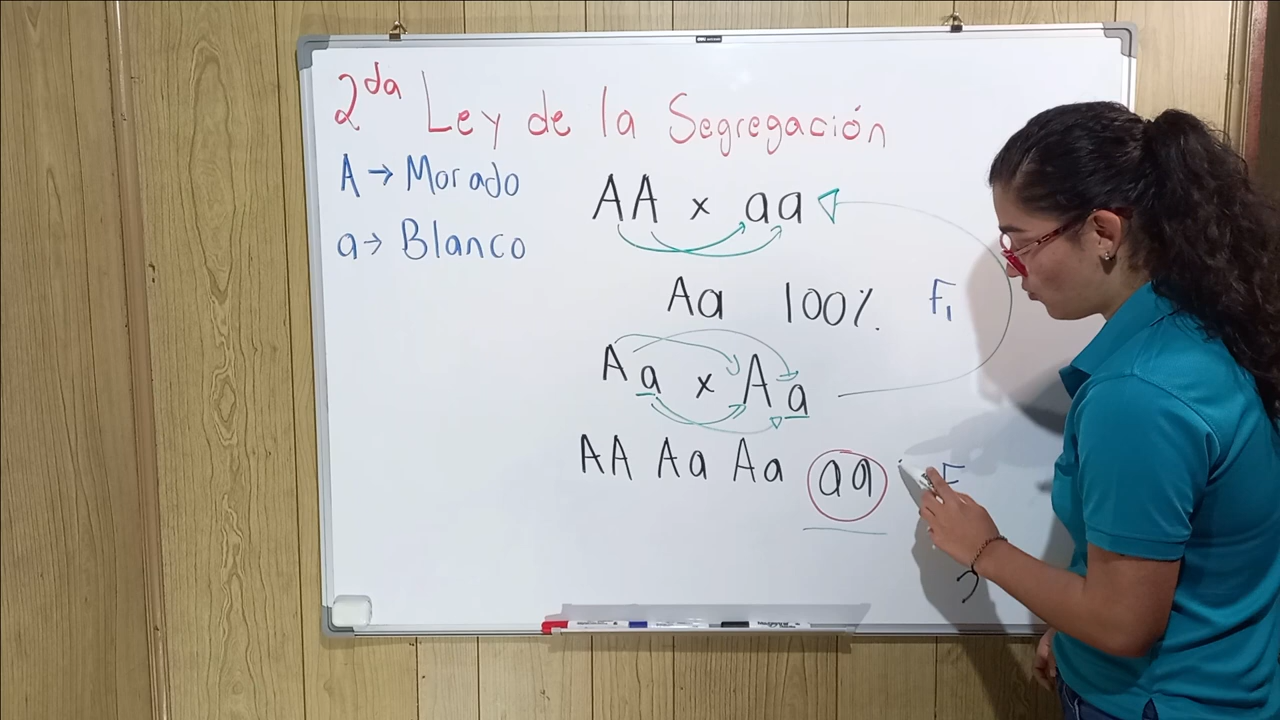 2da Ley de la Segregación
A → Morado
a → Blanco
AA x aa
Aa 100% F1
Aa x Aa
AA Aa Aa aa F